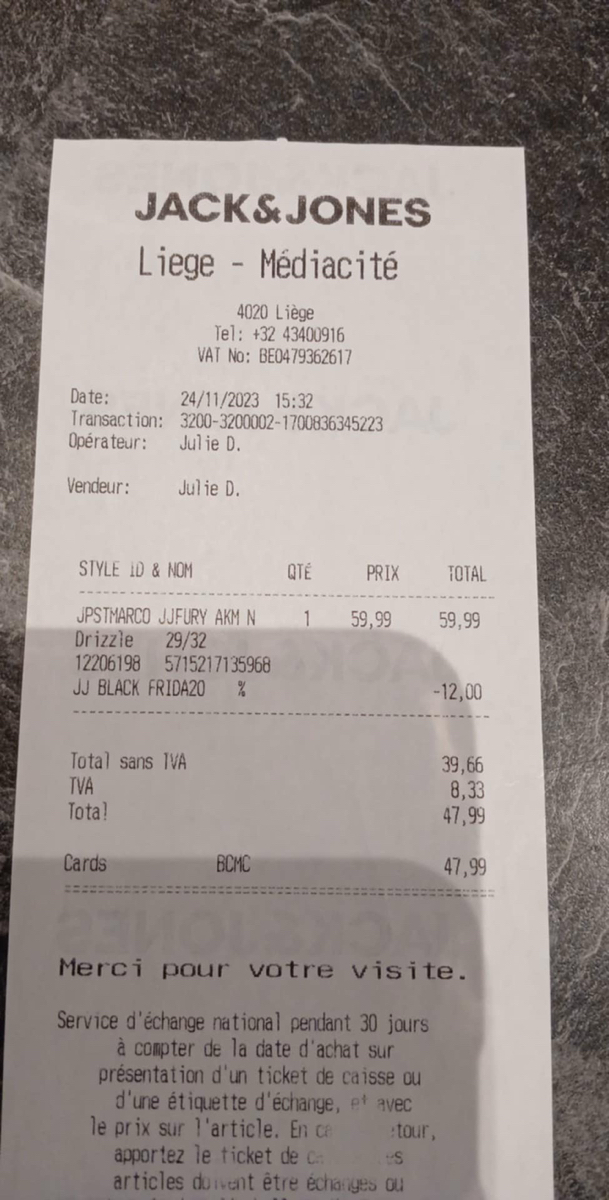 JACK&JONES
Liege - Médiacité
4020 Liège
Tel: +32 43400916
VAT No: BE0479362617
Date: 24/11/2023 15:32
Transaction: 3200-3200002-1700836345223
Opérateur: Julie D.
Vendeur: Julie D.
STYLE ID & NOM QTÉ PRIX TOTAL
JPSTMARCO JJFURY AKM N 1 59,99 59,99
Drizzle 29/32
12206198 5715217135968
JJ BLACK FRIDA20 % -12,00
Total sans TVA 39,66
TVA 8,33
Total 47,99
Cards BCMC 47,99
Merci pour votre visite.
Service d'échange national pendant 30 jours
à compter de la date d'achat sur
présentation d'un ticket de caisse ou
d'une étiquette d'échange, et avec
le prix sur l'article. En
apportez le ticket de
articles doivent être échangés ou